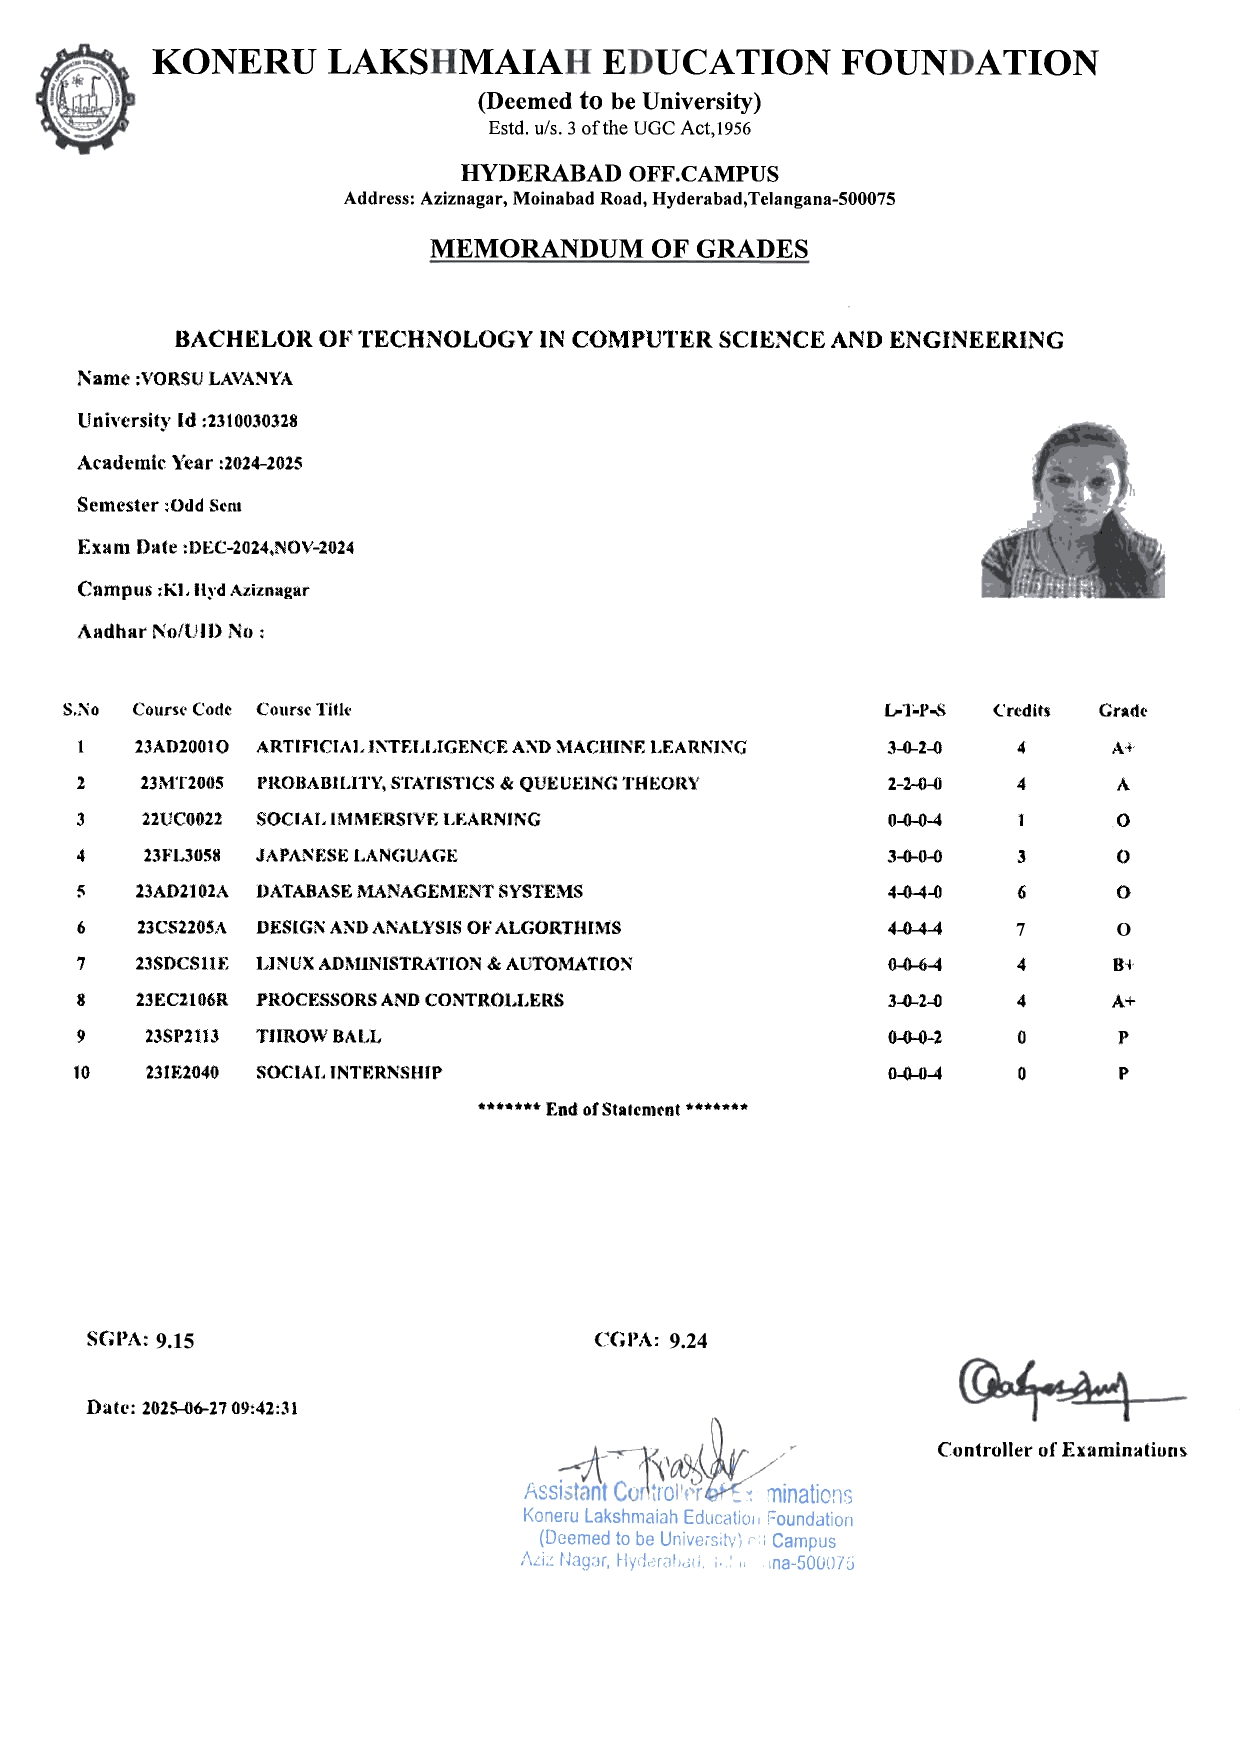 KONERU LAKSHMAIAH EDUCATION FOUNDATION
(Deemed to be University)
Estd. u/s. 3 of the UGC Act,1956
HYDERABAD OFF.CAMPUS
Address: Aziznagar, Moinabad Road, Hyderabad,Telangana-500075
MEMORANDUM OF GRADES
BACHELOR OF TECHNOLOGY IN COMPUTER SCIENCE AND ENGINEERING
Name :VORSU LAVANYA
University Id :2310030328
Academic Year :2024-2025
Semester :Odd Sem
Exam Date :DEC-2024,NOV-2024
Campus :KL Hyd Aziznagar
Aadhar No/UID No :
S.No Course Code Course Title L-T-P-S Credits Grade
1 23AD2001O ARTIFICIAL INTELLIGENCE AND MACHINE LEARNING 3-0-2-0 4 A+
2 23MT2005 PROBABILITY, STATISTICS & QUEUEING THEORY 2-2-0-0 4 A
3 22UC0022 SOCIAL IMMERSIVE LEARNING 0-0-0-4 1 O
4 23FL3058 JAPANESE LANGUAGE 3-0-0-0 3 O
5 23AD2102A DATABASE MANAGEMENT SYSTEMS 4-0-4-0 6 O
6 23CS2205A DESIGN AND ANALYSIS OF ALGORTHIMS 4-0-4-4 7 O
7 23SDCS11E LINUX ADMINISTRATION & AUTOMATION 0-0-6-4 4 B+
8 23EC2106R PROCESSORS AND CONTROLLERS 3-0-2-0 4 A+
9 23SP2113 THROW BALL 0-0-0-2 0 P
10 23IE2040 SOCIAL INTERNSHIP 0-0-0-4 0 P
******* End of Statement *******
SGPA: 9.15 CGPA: 9.24
Date: 2025-06-27 09:42:31
Controller of Examinations
Assistant Controller of Examinations
Koneru Lakshmaiah Education Foundation
(Deemed to be University) Campus
Aziz Nagar, Hyderabad, -500075